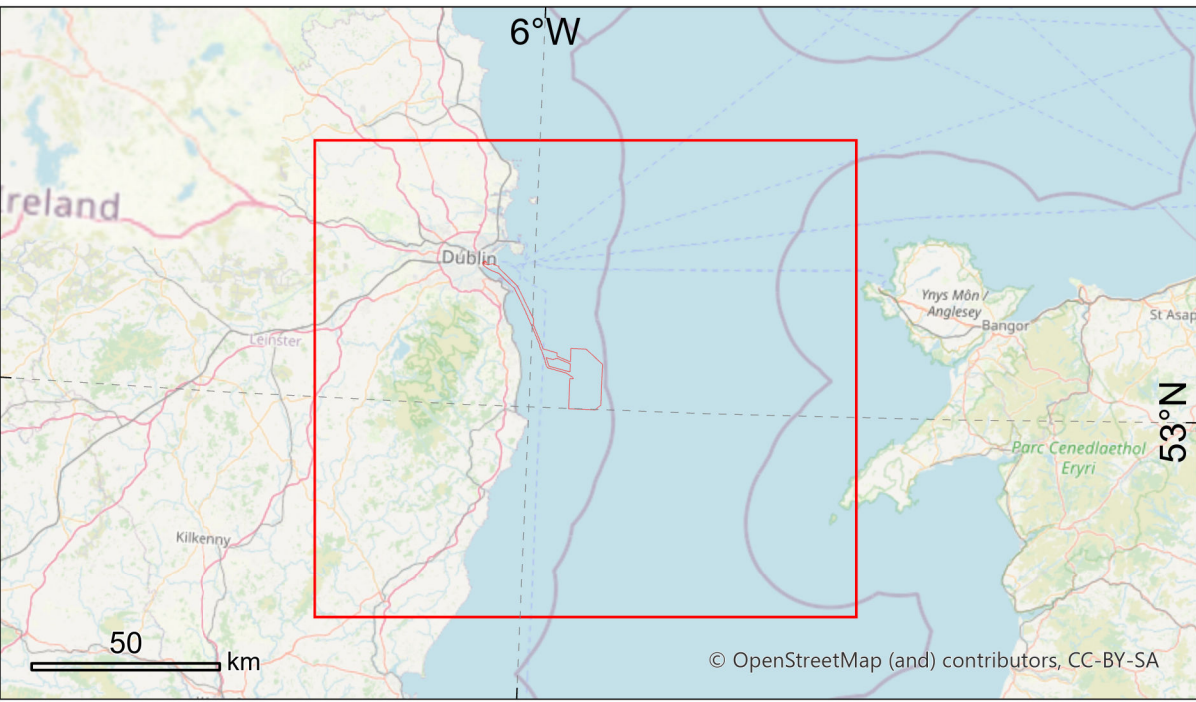 6°W
Ireland
Dublin
Ynys Môn /
Anglesey
Bangor
St Asap
Leinster
53°N
Parc Cenedlaethol
Eryri
Kilkenny
50
km
© OpenStreetMap (and) contributors, CC-BY-SA